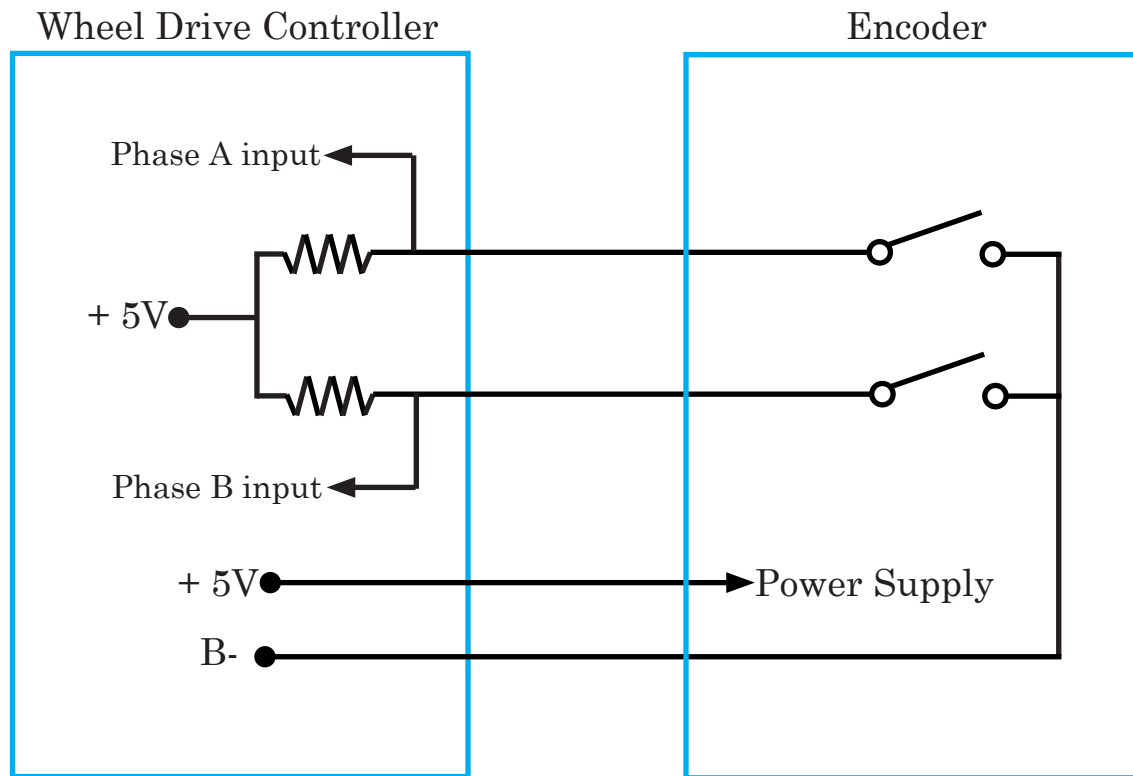 Wheel Drive Controller
Encoder
Phase A input
+ 5V
Phase B input
+ 5V
Power Supply
B-